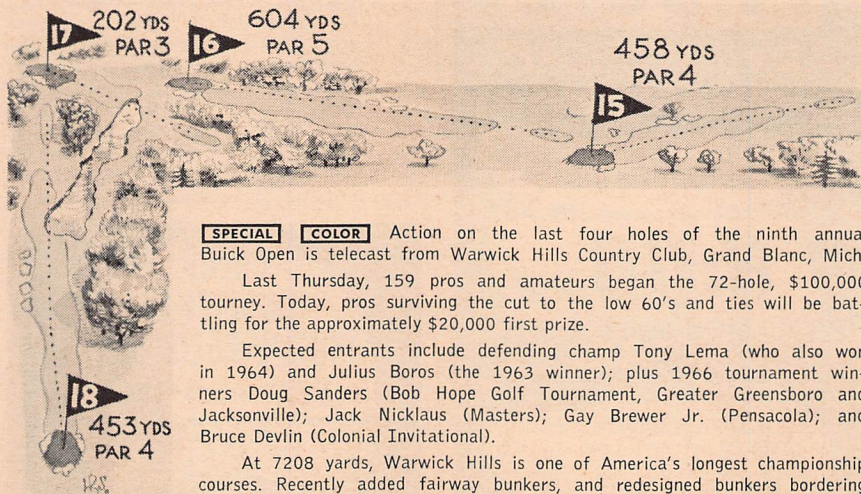 17
202 YDS
PAR 3
16
604 YDS
PAR 5
458 YDS
PAR 4
15
18
453 YDS
PAR 4
SPECIAL COLOR Action on the last four holes of the ninth annua
Buick Open is telecast from Warwick Hills Country Club, Grand Blanc, Mich
Last Thursday, 159 pros and amateurs began the 72-hole, $100,000
tourney. Today, pros surviving the cut to the low 60's and ties will be bat-
tling for the approximately $20,000 first prize.
Expected entrants include defending champ Tony Lema (who also wo
in 1964) and Julius Boros (the 1963 winner); plus 1966 tournament win-
ners Doug Sanders (Bob Hope Golf Tournament, Greater Greensboro and
Jacksonville); Jack Nicklaus (Masters); Gay Brewer Jr. (Pensacola); and
Bruce Devlin (Colonial Invitational).
At 7208 yards, Warwick Hills is one of America's longest championship
courses. Recently added fairway bunkers, and redesigned bunkers bordering